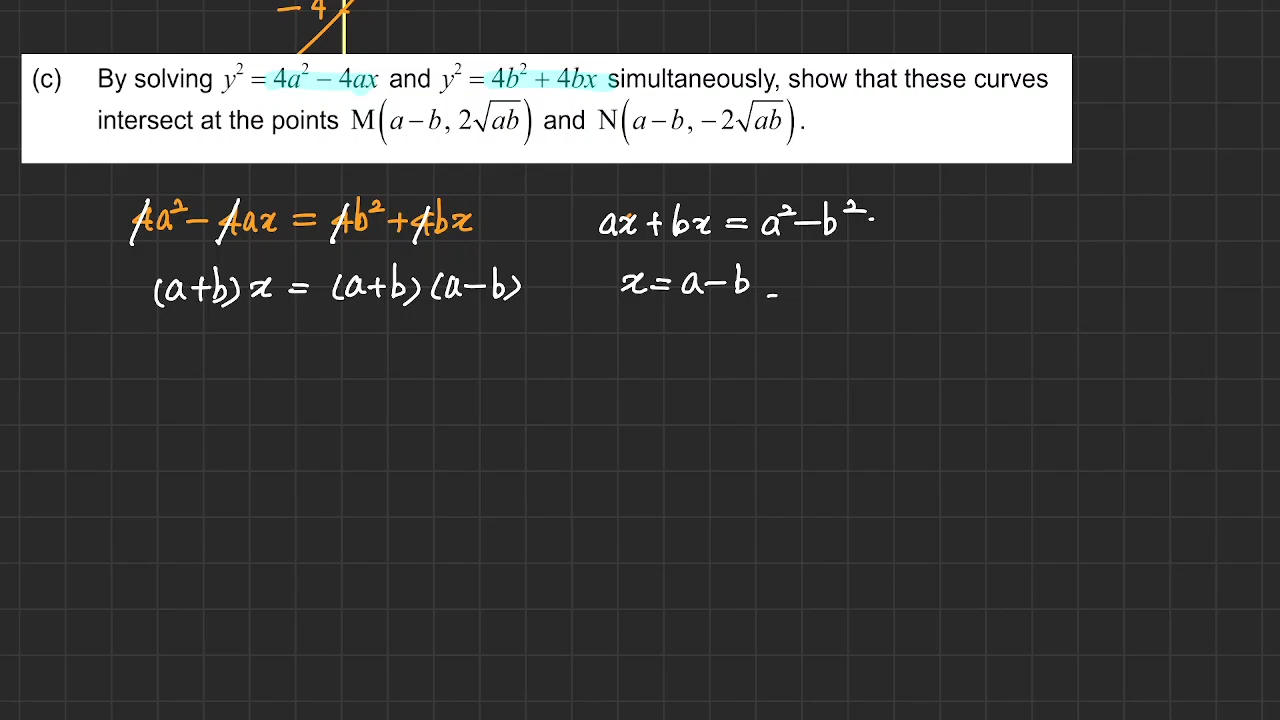 − 4
(c) By solving y² = 4a² − 4ax and y² = 4b² + 4bx simultaneously, show that these curves
intersect at the points M(a − b, 2√ab) and N(a − b, −2√ab).
4a² − 4ax = 4b² + 4bx
ax + bx = a² − b².
(a+b) x = (a+b) (a−b)
x = a − b